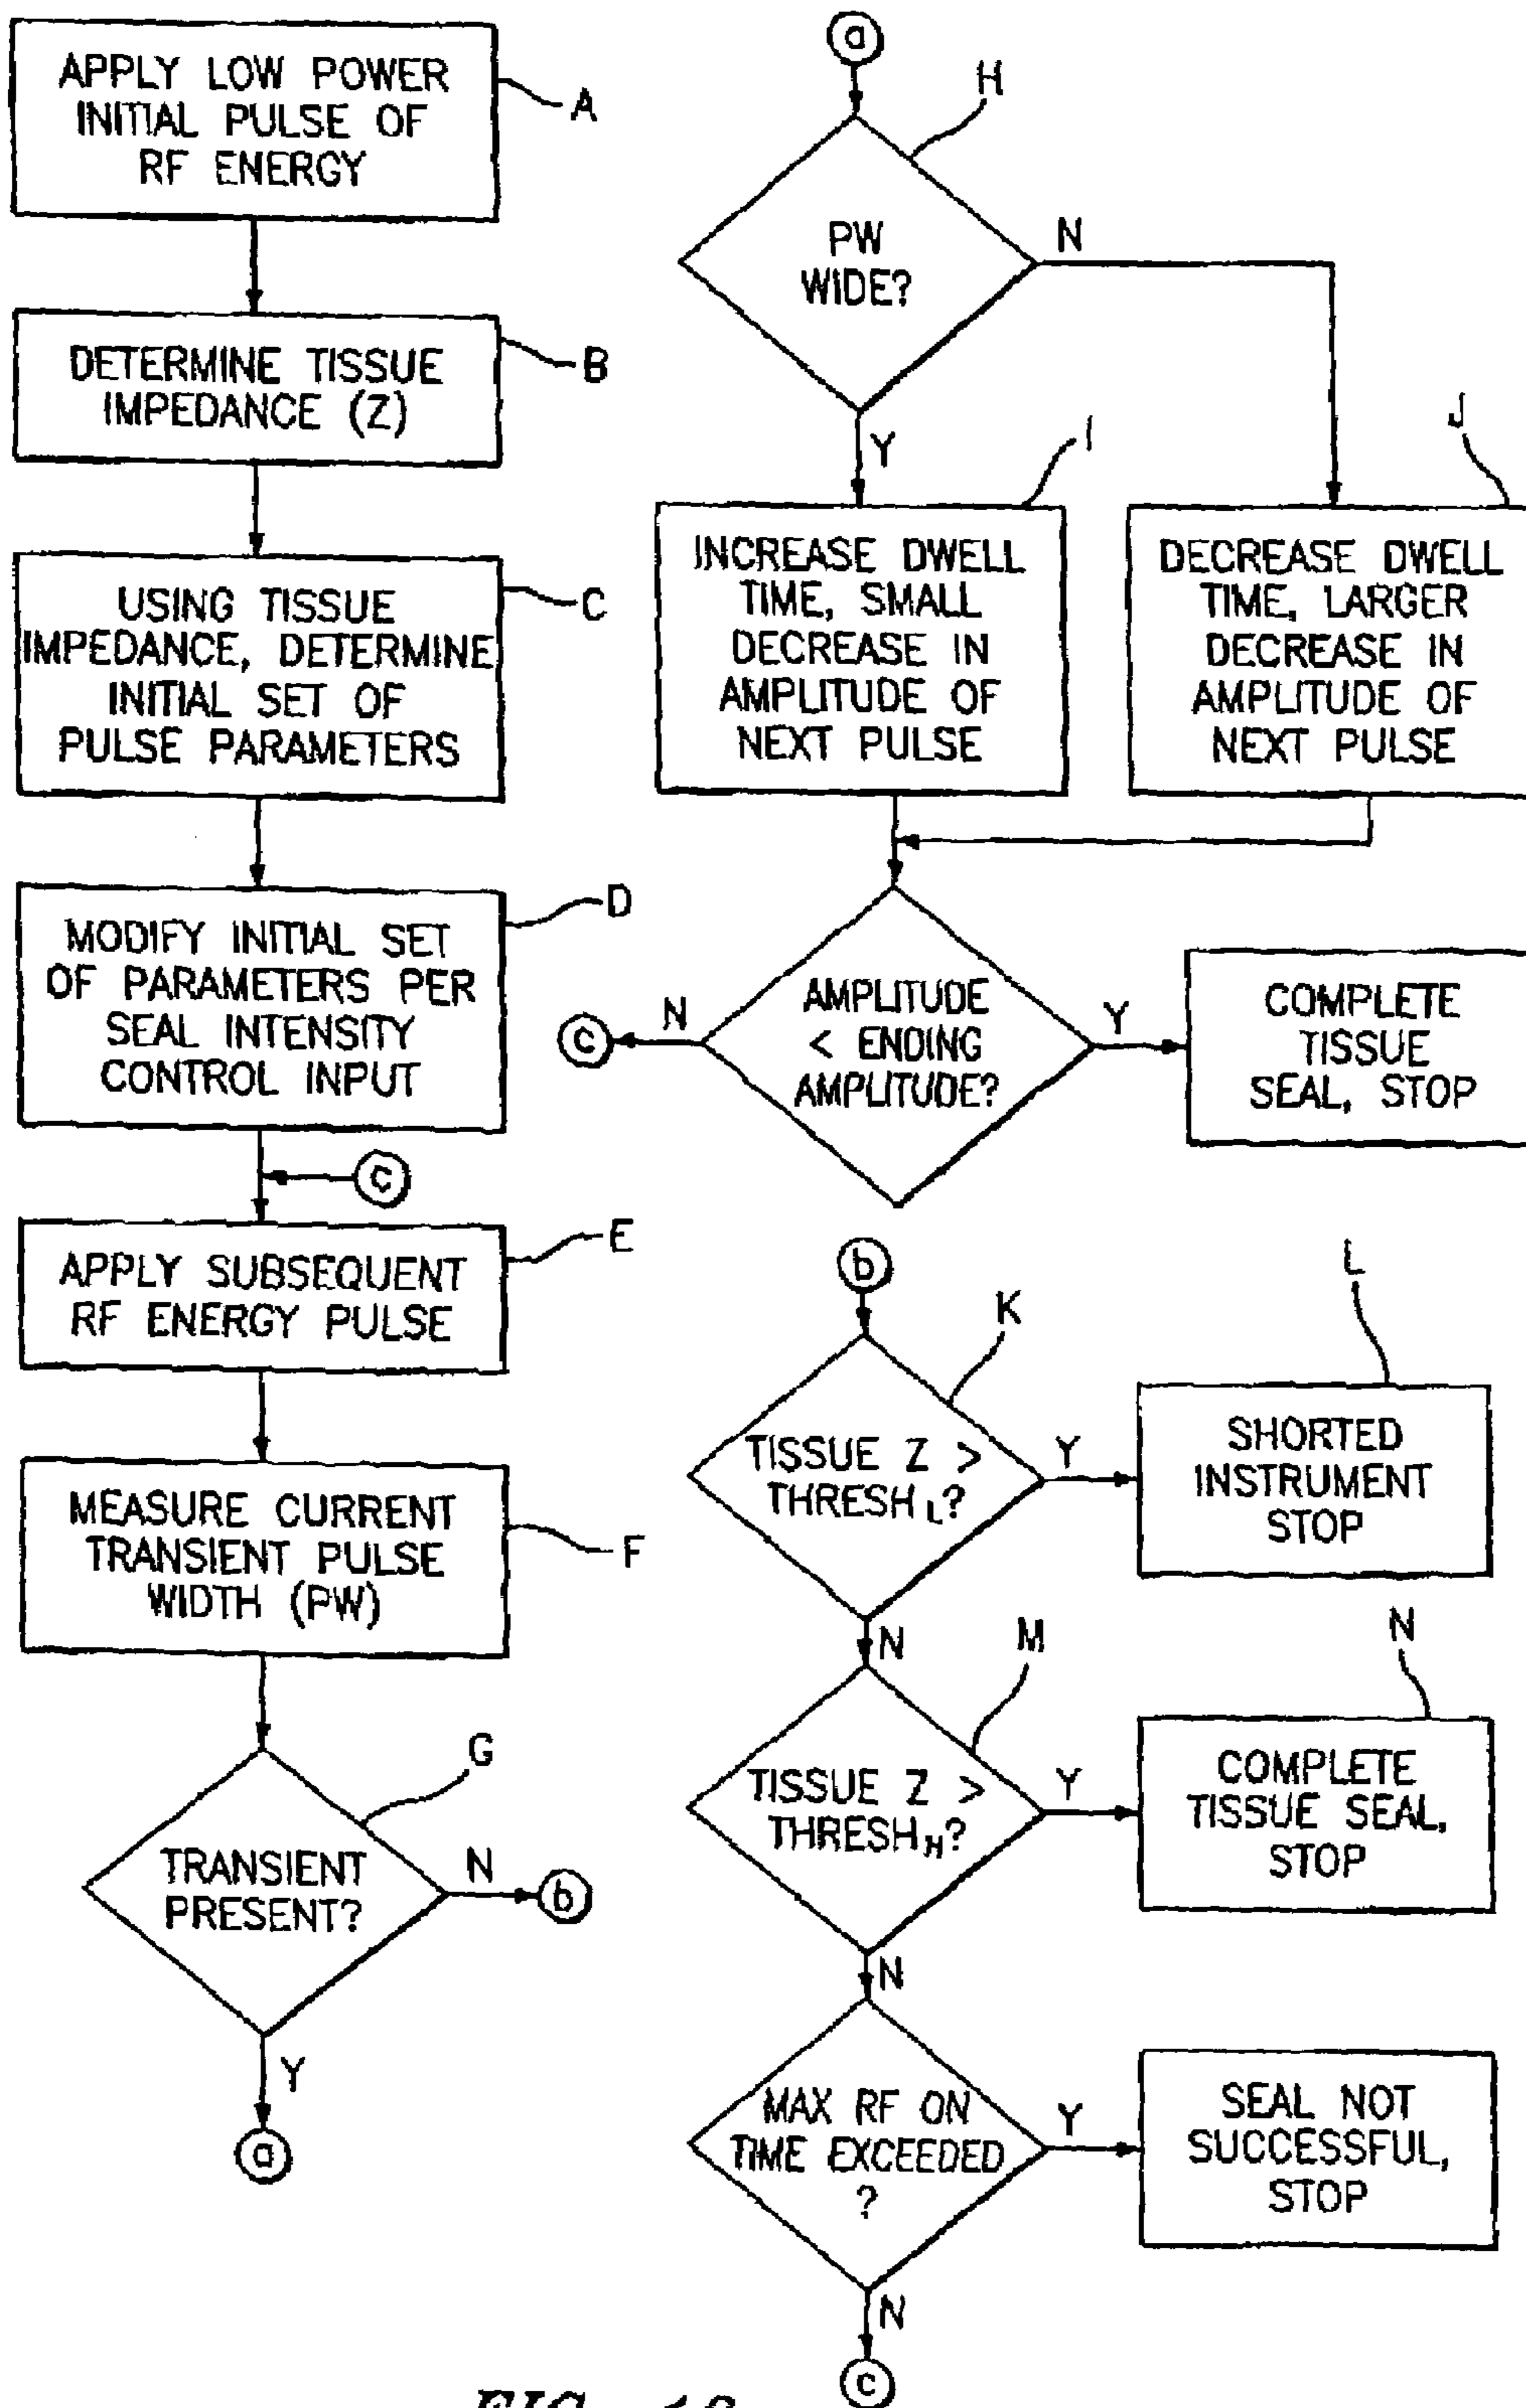 APPLY LOW POWER
INITIAL PULSE OF
RF ENERGY
A
DETERMINE TISSUE
IMPEDANCE (Z)
B
USING TISSUE
IMPEDANCE, DETERMINE
INITIAL SET OF
PULSE PARAMETERS
C
MODIFY INITIAL SET
OF PARAMETERS PER
SEAL INTENSITY
CONTROL INPUT
D
c
APPLY SUBSEQUENT
RF ENERGY PULSE
E
MEASURE CURRENT
TRANSIENT PULSE
WIDTH (PW)
F
TRANSIENT
PRESENT?
G
N
b
Y
a
a
H
PW
WIDE?
N
Y
I
INCREASE DWELL
TIME, SMALL
DECREASE IN
AMPLITUDE OF
NEXT PULSE
J
DECREASE DWELL
TIME, LARGER
DECREASE IN
AMPLITUDE OF
NEXT PULSE
AMPLITUDE
< ENDING
AMPLITUDE?
N
c
Y
COMPLETE
TISSUE
SEAL, STOP
b
K
TISSUE Z >
THRESH L?
Y
L
SHORTED
INSTRUMENT
STOP
N
M
TISSUE Z >
THRESH H?
Y
N
COMPLETE
TISSUE SEAL,
STOP
N
MAX RF ON
TIME EXCEEDED
?
Y
SEAL NOT
SUCCESSFUL,
STOP
N
c